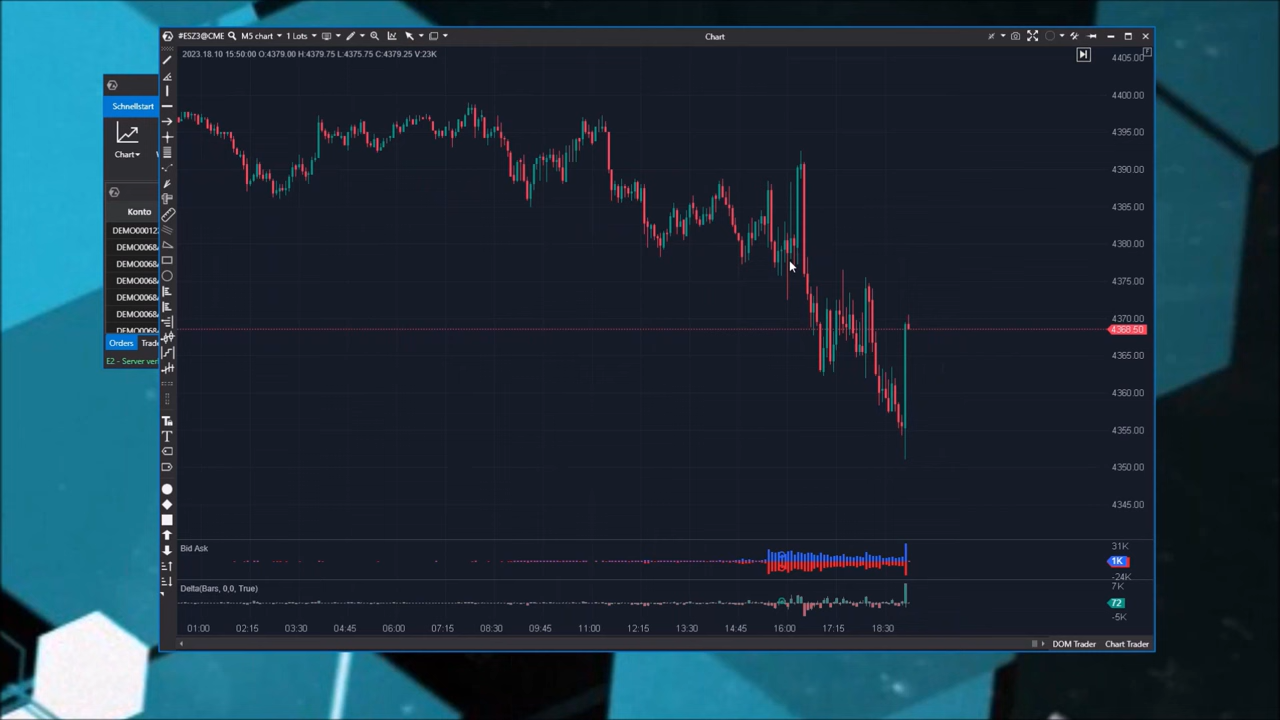 #ESZ3@CME M5 chart 1 Lots Chart
2023.18.10 15:50:00 O:4379.00 H:4379.75 L:4375.75 C:4379.25 V:23K
F
4405.00
4400.00
4395.00
4390.00
4385.00
4380.00
4375.00
4370.00
4368.50
4365.00
4360.00
4355.00
4350.00
4345.00
Schnellstart
Chart
Konto
DEMO00012
DEMO0068
DEMO0068
DEMO0068
DEMO0068
DEMO0068
DEMO0068
Orders Trade
E2 - Server ver
Bid Ask
31K
1K
-24K
Delta(Bars, 0,0, True)
7K
72
-5K
01:00 02:15 03:30 04:45 06:00 07:15 08:30 09:45 11:00 12:15 13:30 14:45 16:00 17:15 18:30
DOM Trader Chart Trader